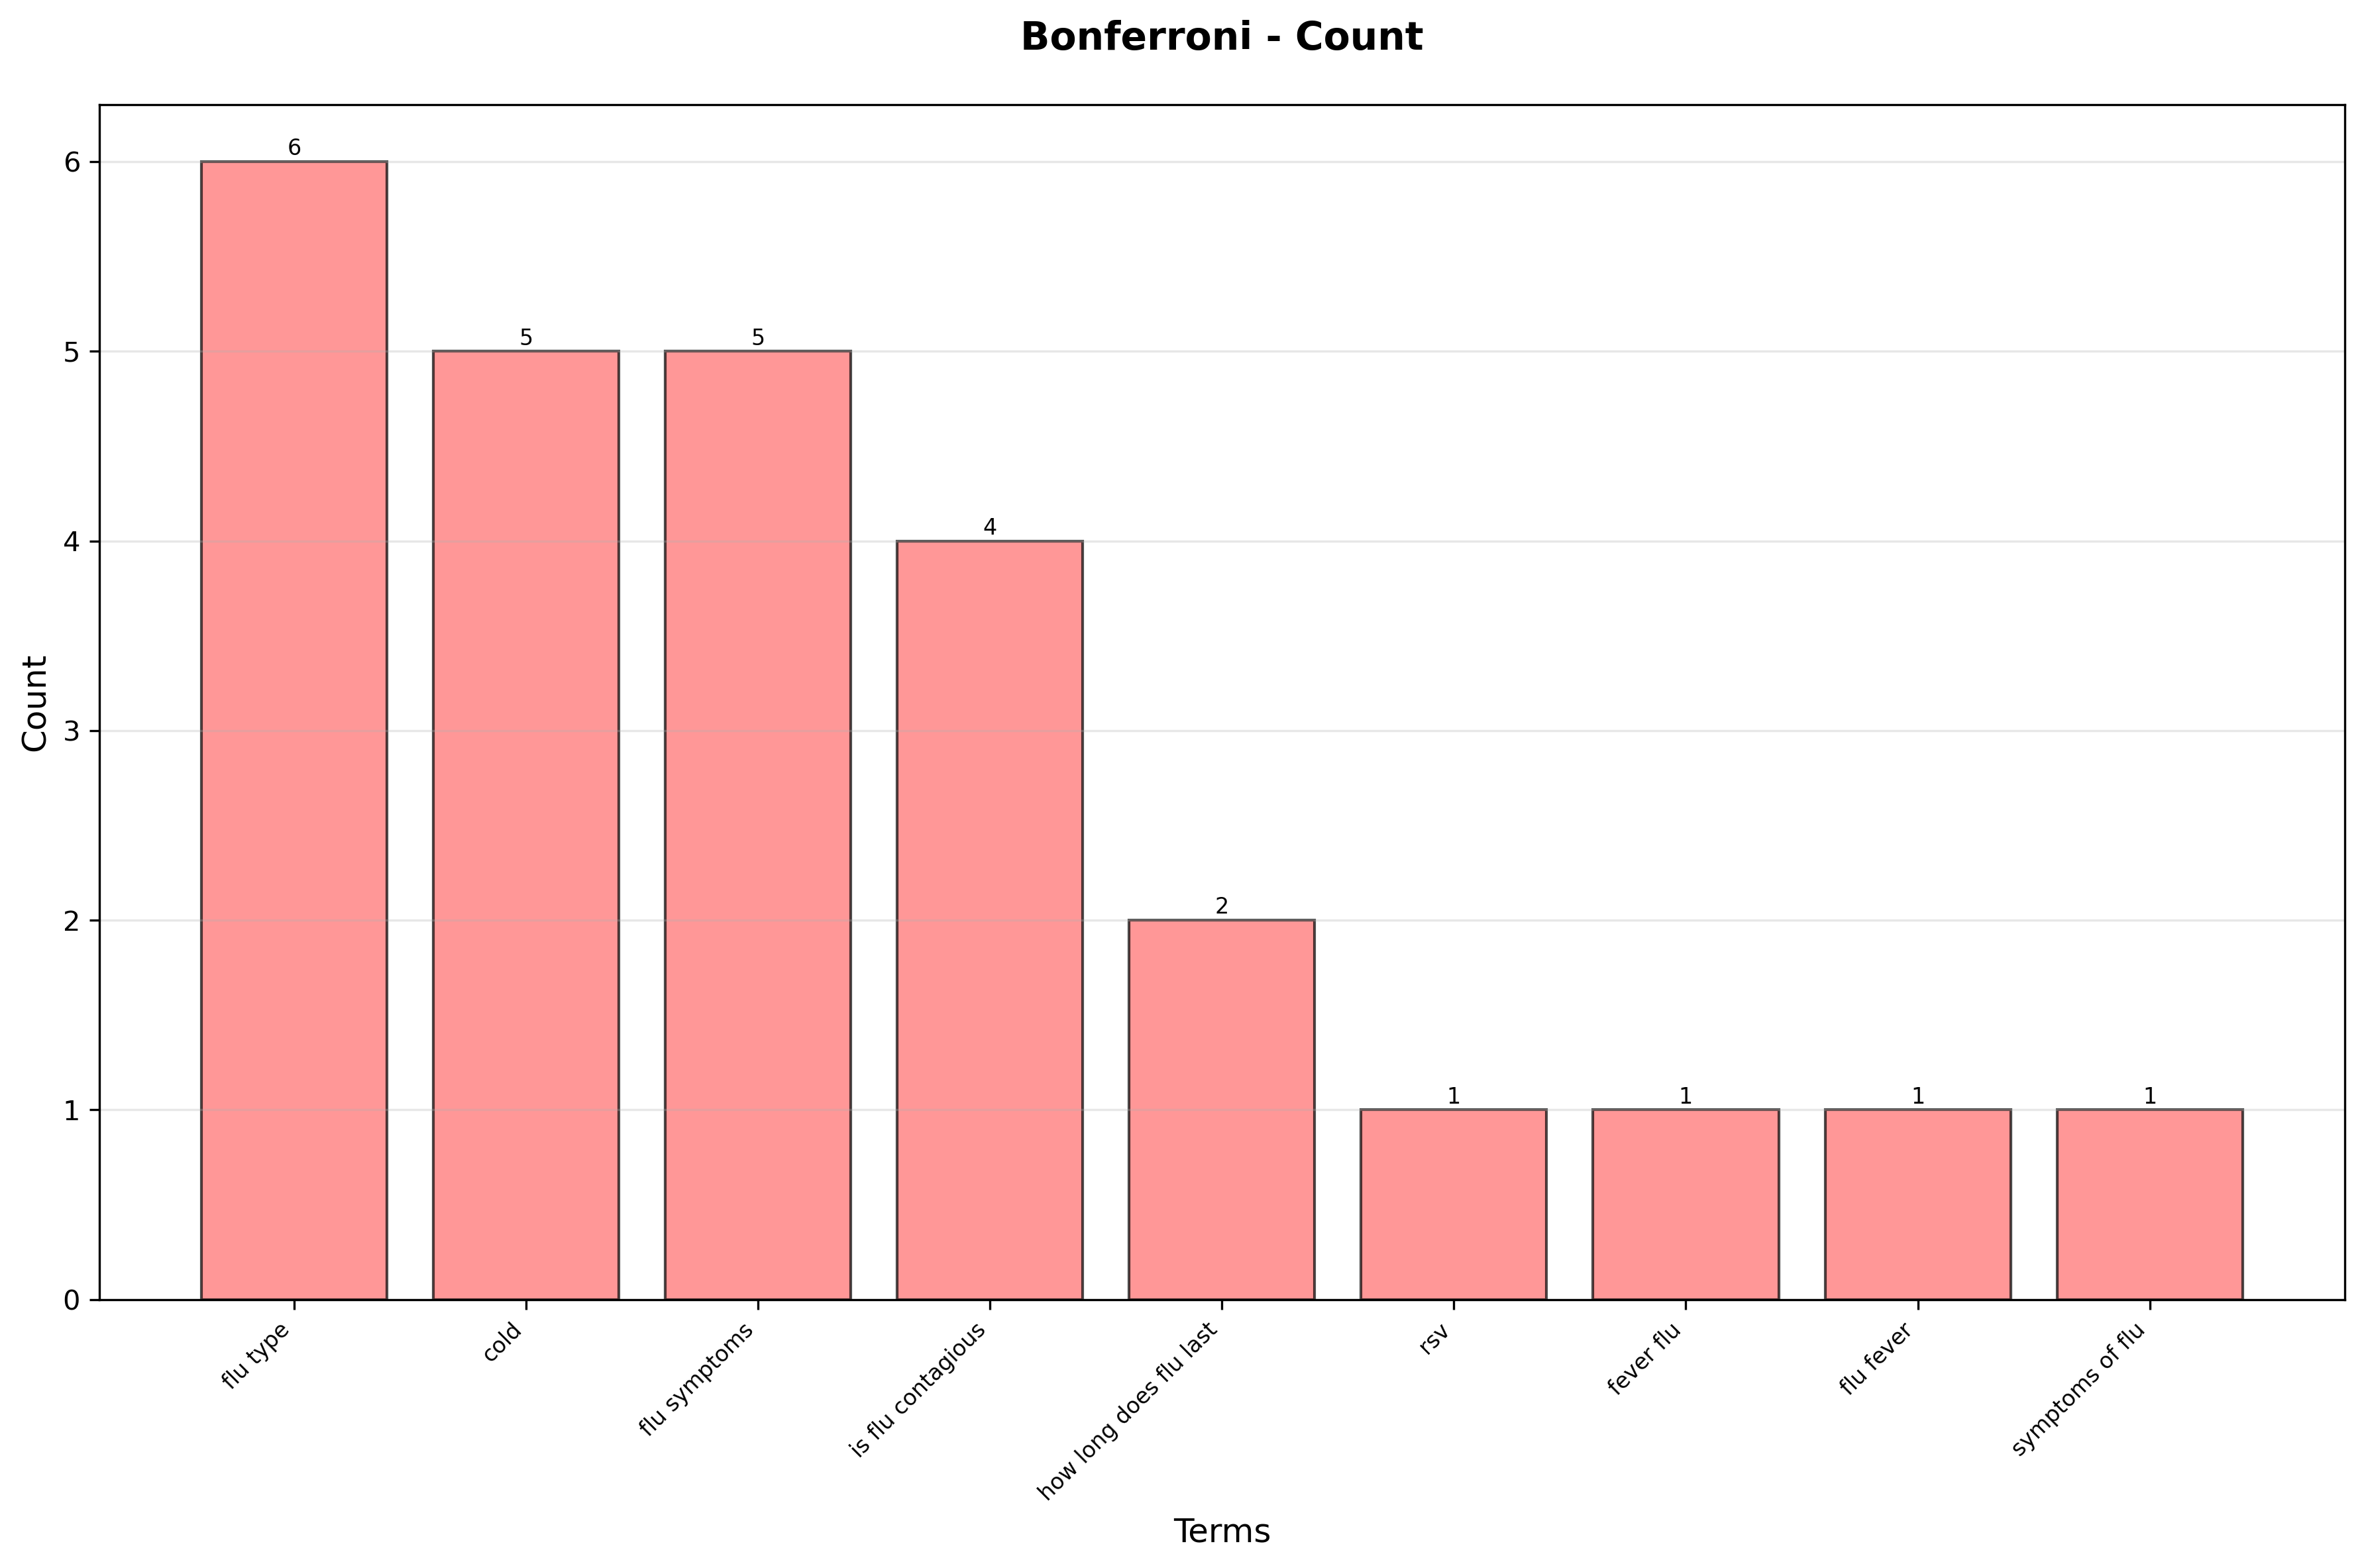 Bonferroni - Count
Count
6
5
4
3
2
1
0
6
5
5
4
2
1
1
1
1
flu type
cold
flu symptoms
is flu contagious
how long does flu last
rsv
fever flu
flu fever
symptoms of flu
Terms